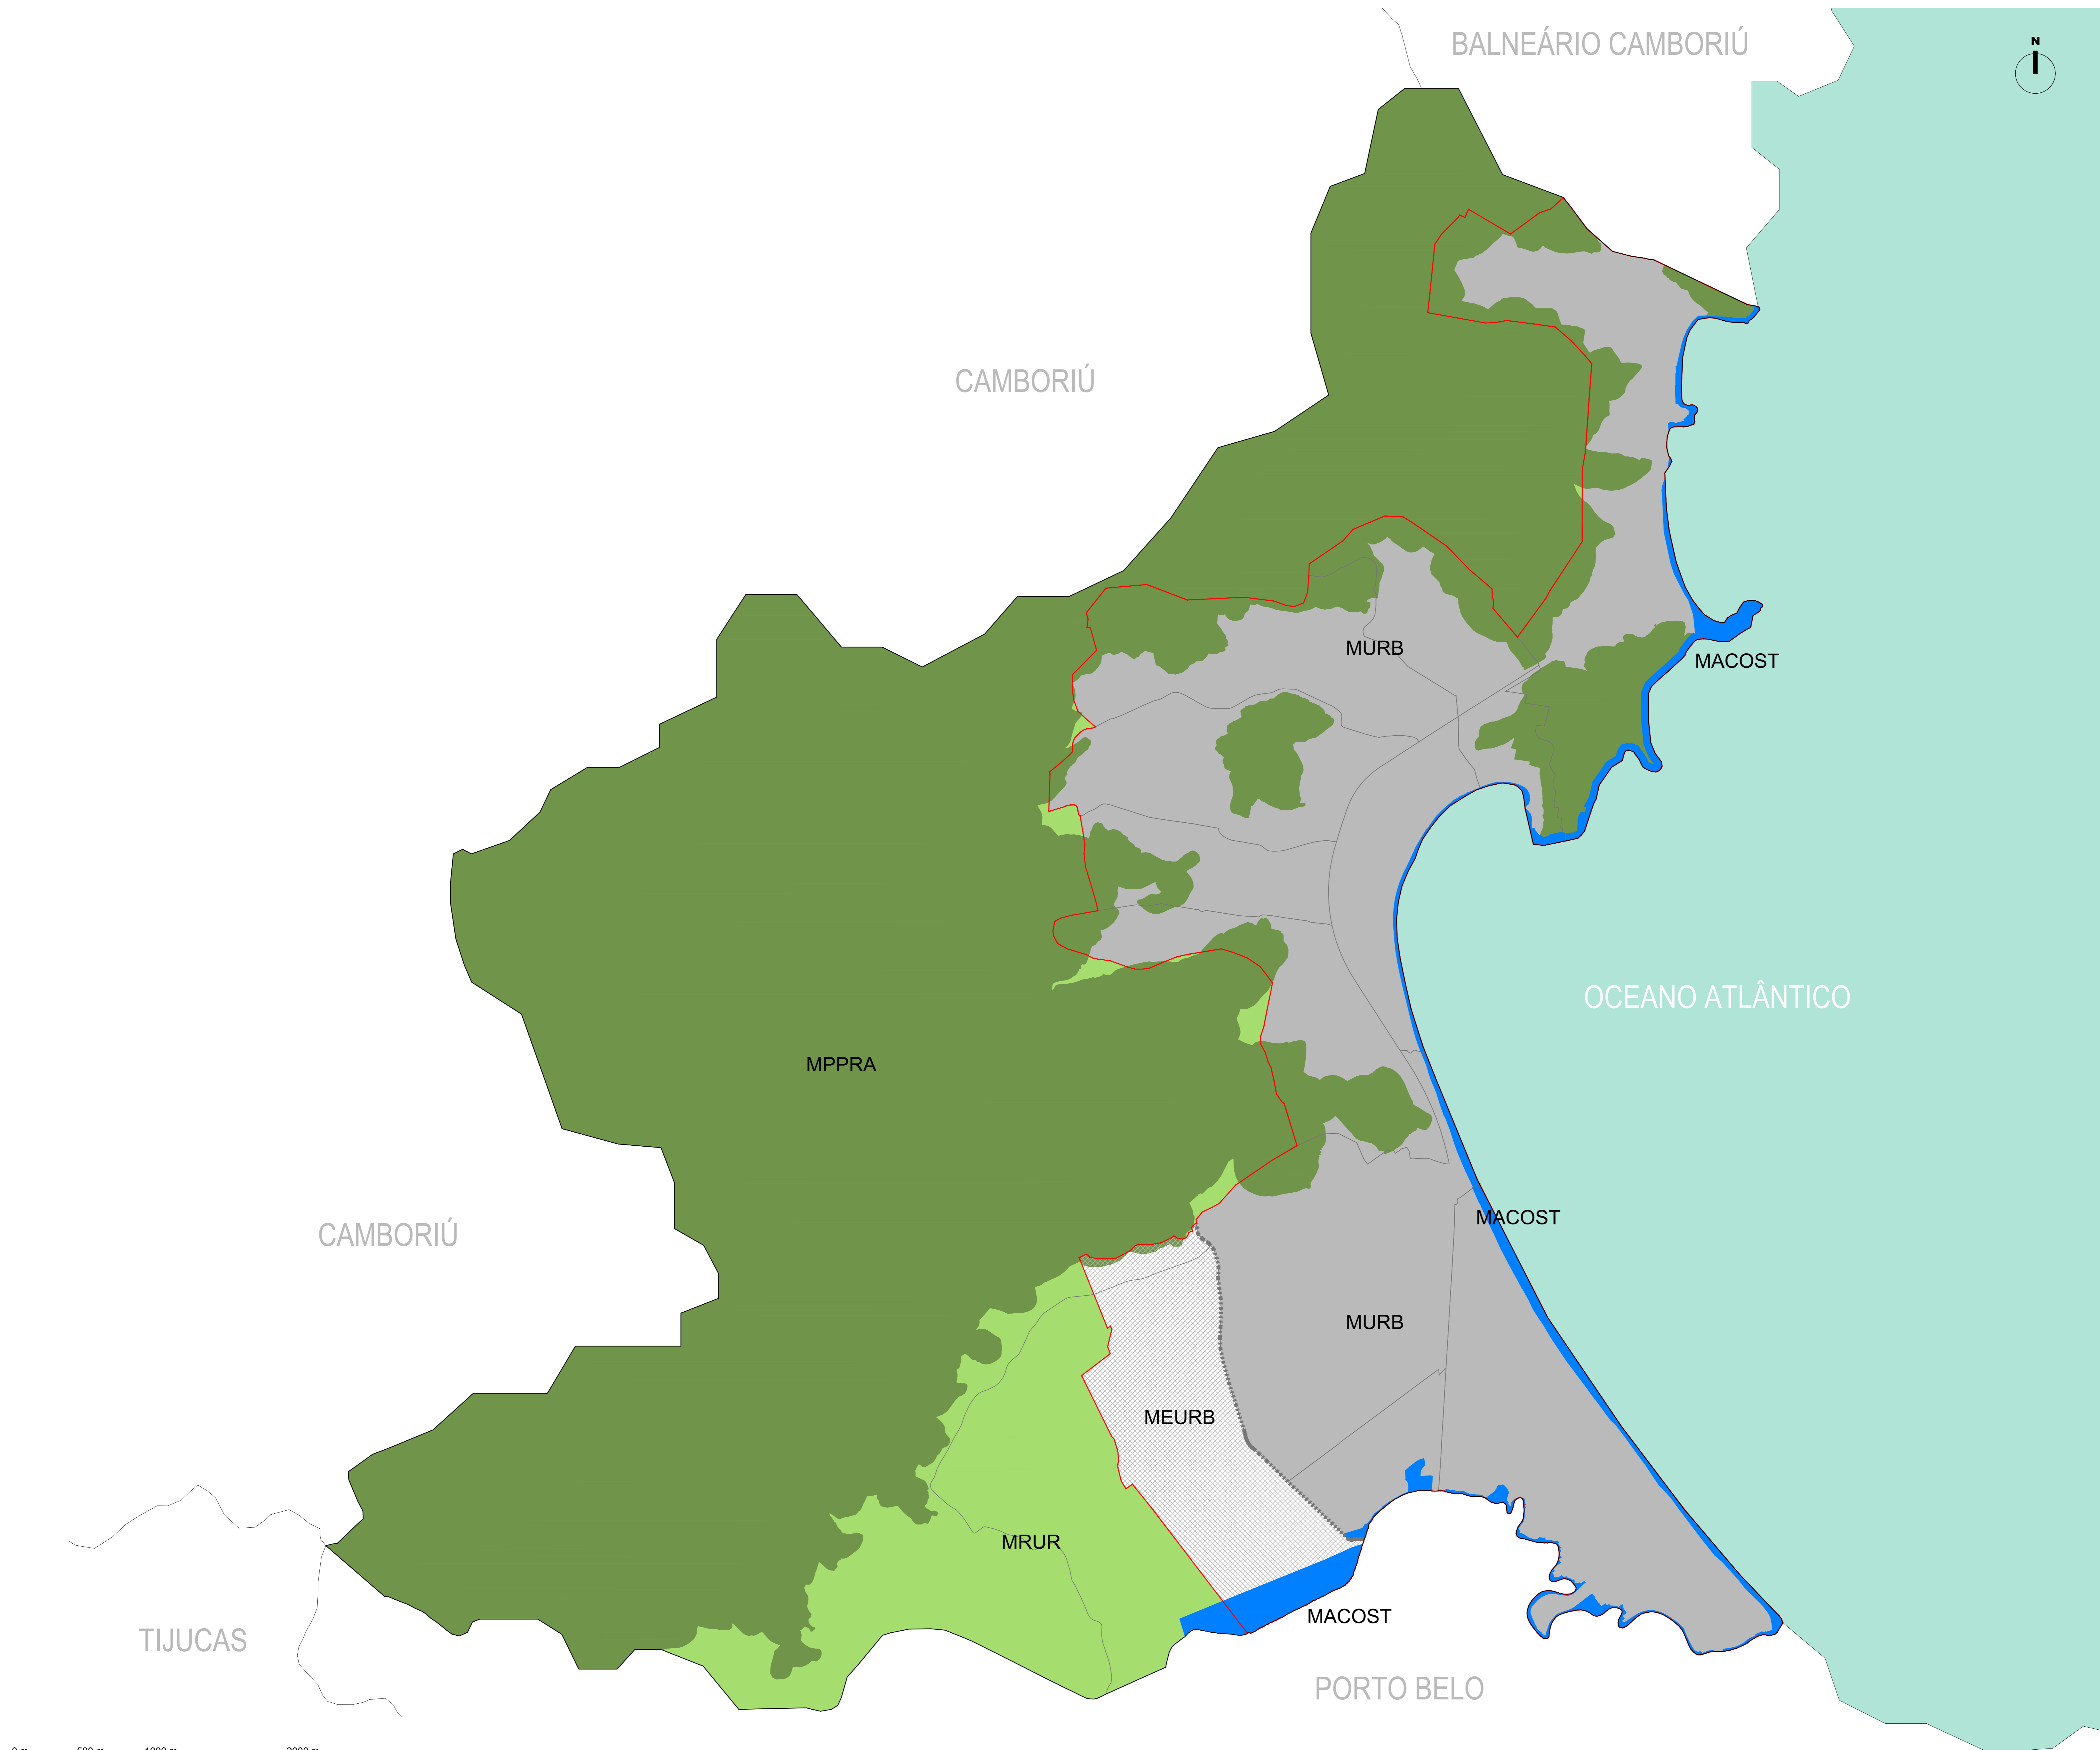 BALNEÁRIO CAMBORIÚ
N
CAMBORIÚ
MURB
MACOST
OCEANO ATLÂNTICO
MPPRA
MACOST
CAMBORIÚ
MURB
MEURB
MRUR
MACOST
TIJUCAS
PORTO BELO